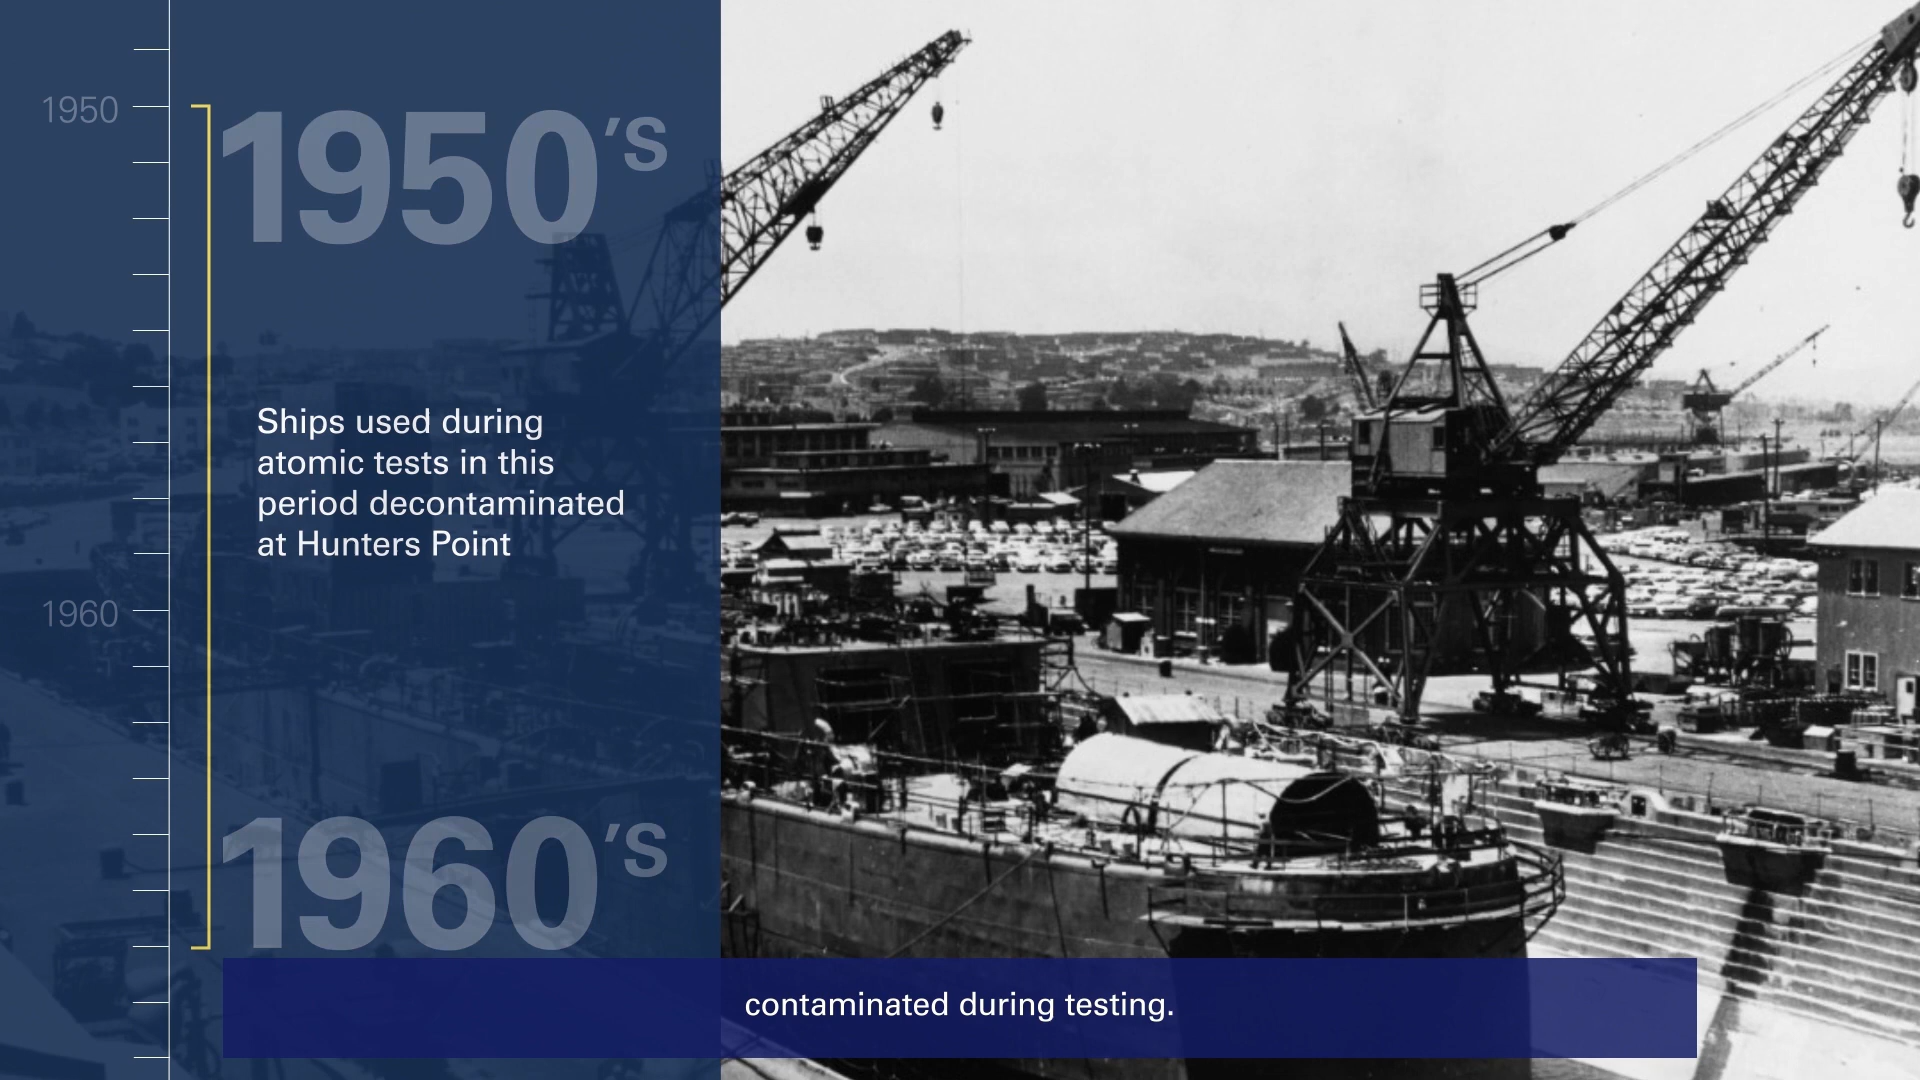 1950
1950's
Ships used during
atomic tests in this
period decontaminated
at Hunters Point
1960
1960's
contaminated during testing.